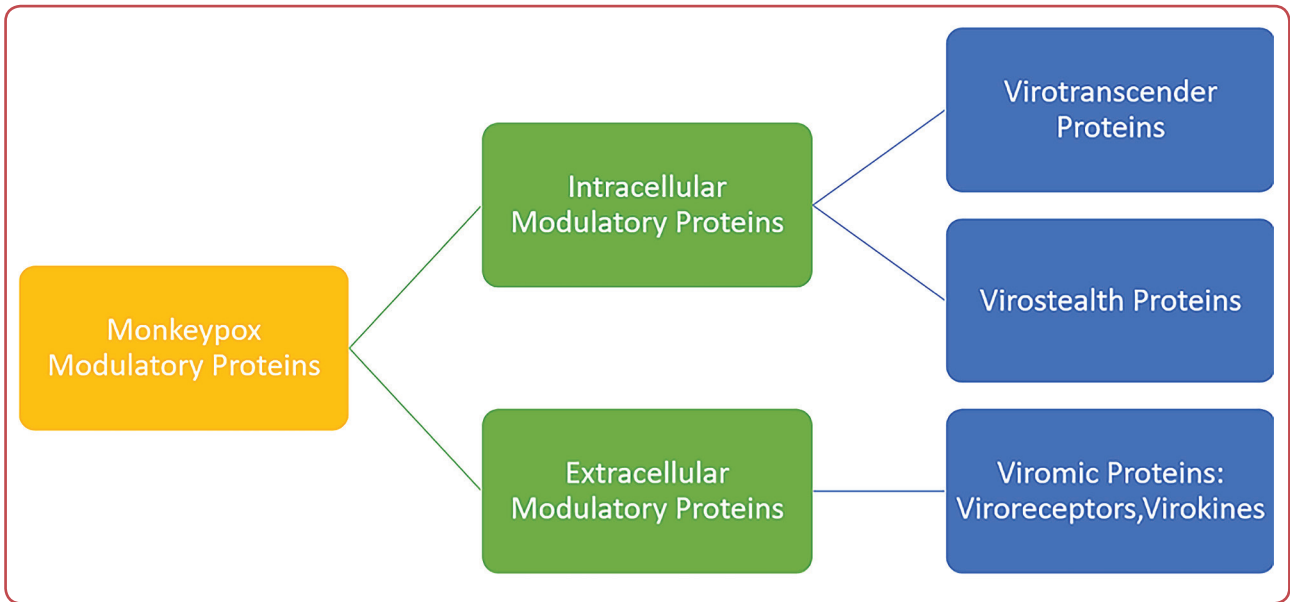 Monkeypox
Modulatory Proteins
Intracellular
Modulatory Proteins
Extracellular
Modulatory Proteins
Virotranscender
Proteins
Virostealth Proteins
Viromic Proteins:
Viroreceptors,Virokines